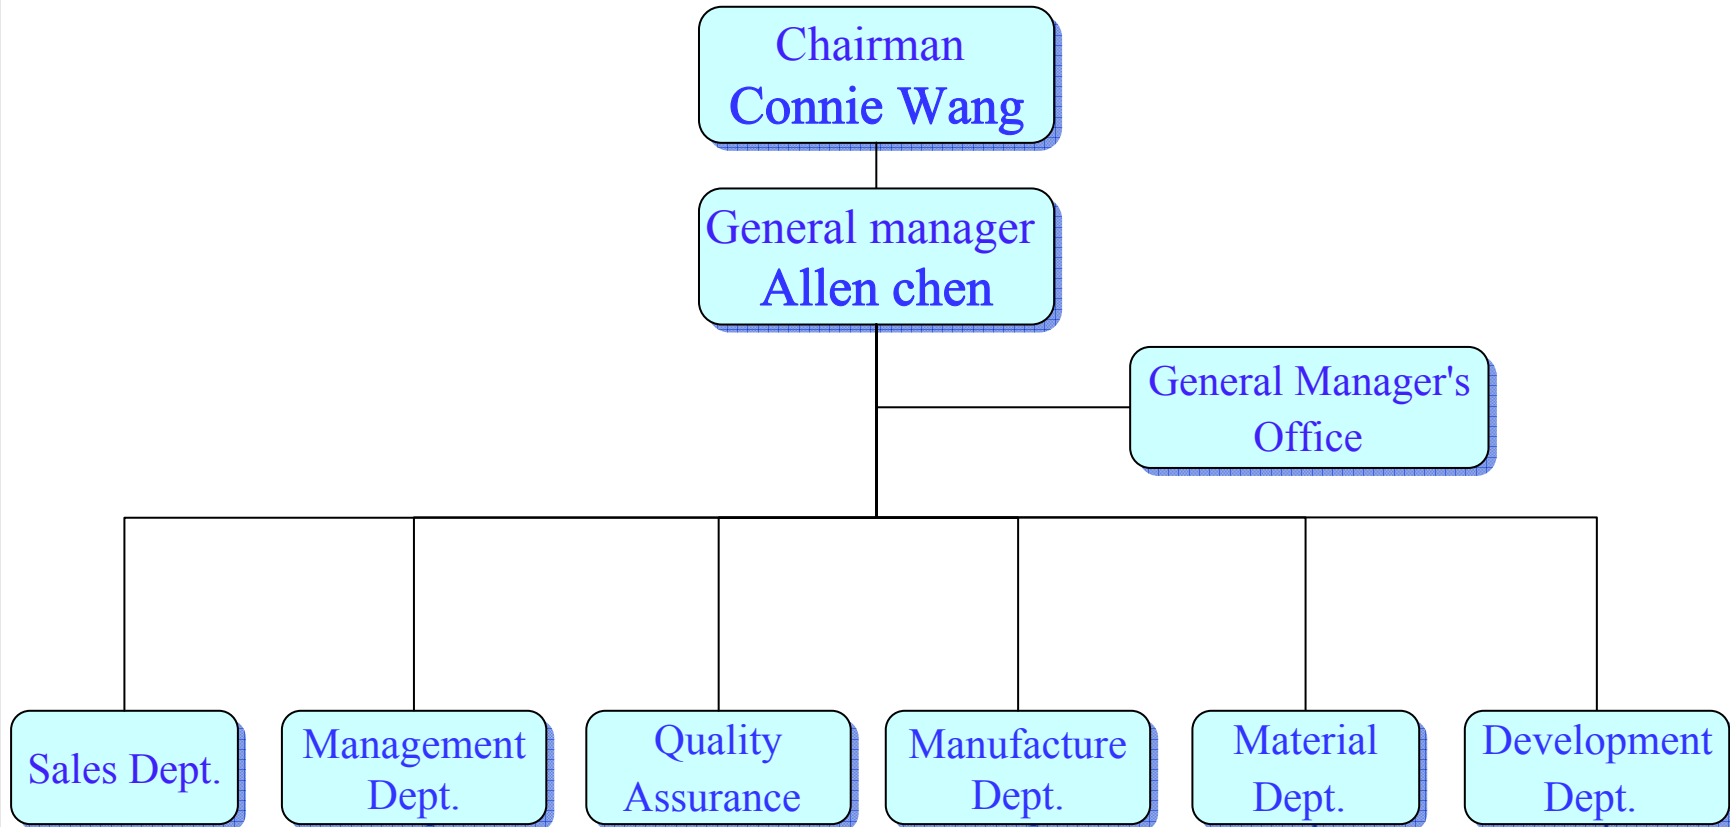 Chairman
Connie Wang
General manager
Allen chen
General Manager's
Office
Sales Dept.
Management
Dept.
Quality
Assurance
Manufacture
Dept.
Material
Dept.
Development
Dept.